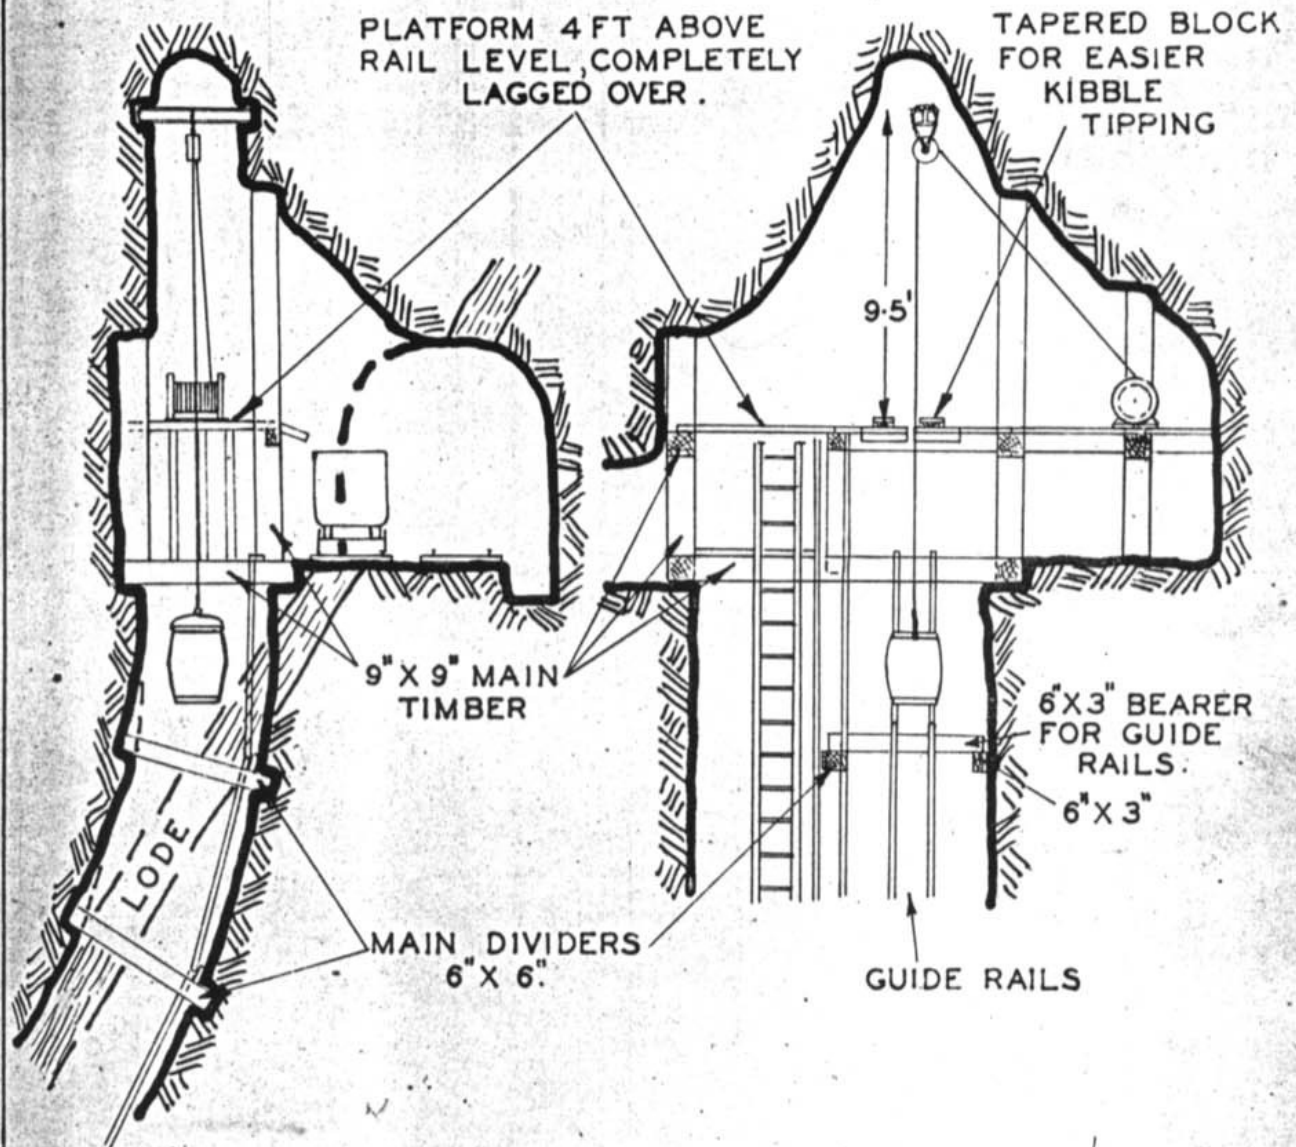 PLATFORM 4 FT ABOVE
RAIL LEVEL, COMPLETELY
LAGGED OVER.
TAPERED BLOCK
FOR EASIER
KIBBLE
TIPPING
9·5'
9" X 9" MAIN
TIMBER
6" X 3" BEARER
FOR GUIDE
RAILS.
6" X 3"
LODE
MAIN DIVIDERS
6" X 6".
GUIDE RAILS